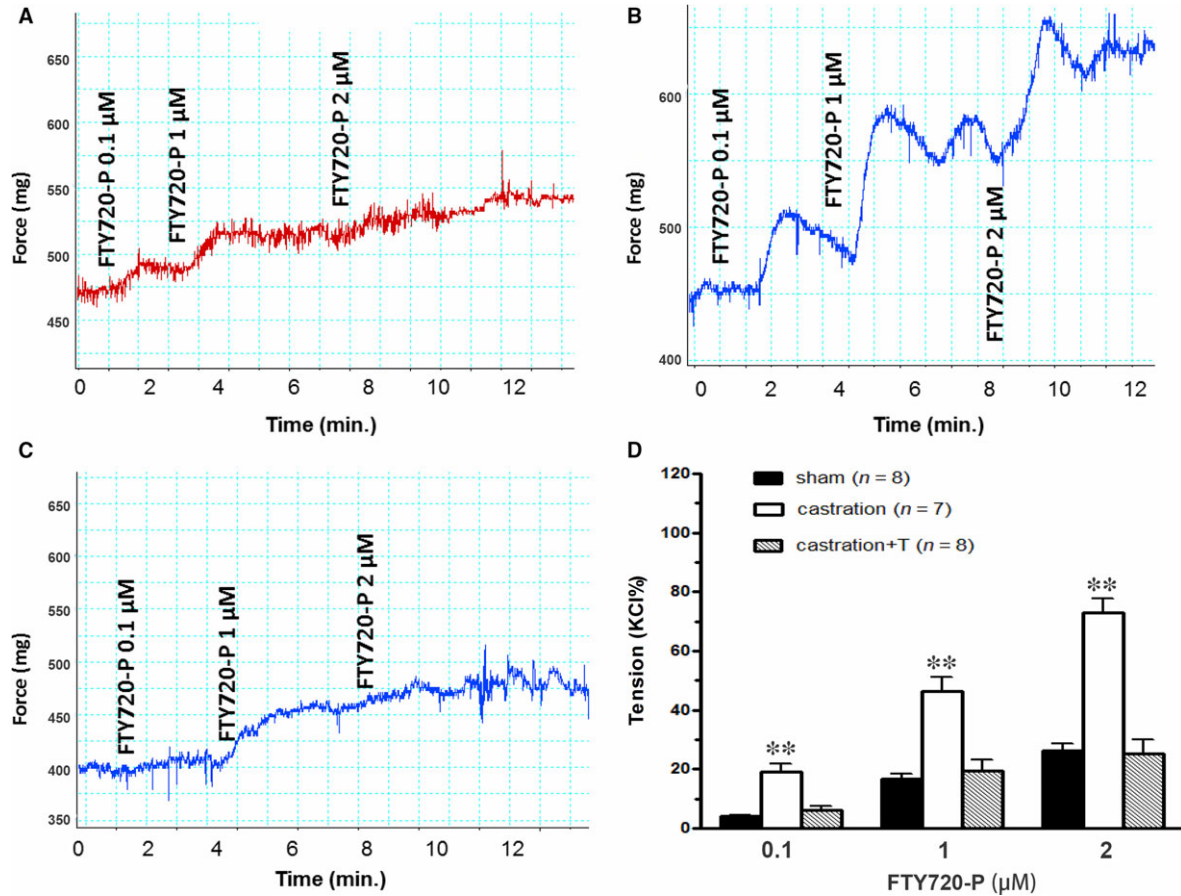 A
650
600
550
500
450
Force (mg)
FTY720-P 0.1 µM
FTY720-P 1 µM
FTY720-P 2 µM
0 2 4 6 8 10 12
Time (min.)
B
600
500
400
Force (mg)
FTY720-P 0.1 µM
FTY720-P 1 µM
FTY720-P 2 µM
0 2 4 6 8 10 12
Time (min.)
C
650
600
550
500
450
400
350
Force (mg)
FTY720-P 0.1 µM
FTY720-P 1 µM
FTY720-P 2 µM
0 2 4 6 8 10 12
Time (min.)
D
120
100
80
60
40
20
0
Tension (KCl%)
sham (n = 8)
castration (n = 7)
castration+T (n = 8)
**
**
**
0.1 1 2
FTY720-P (µM)